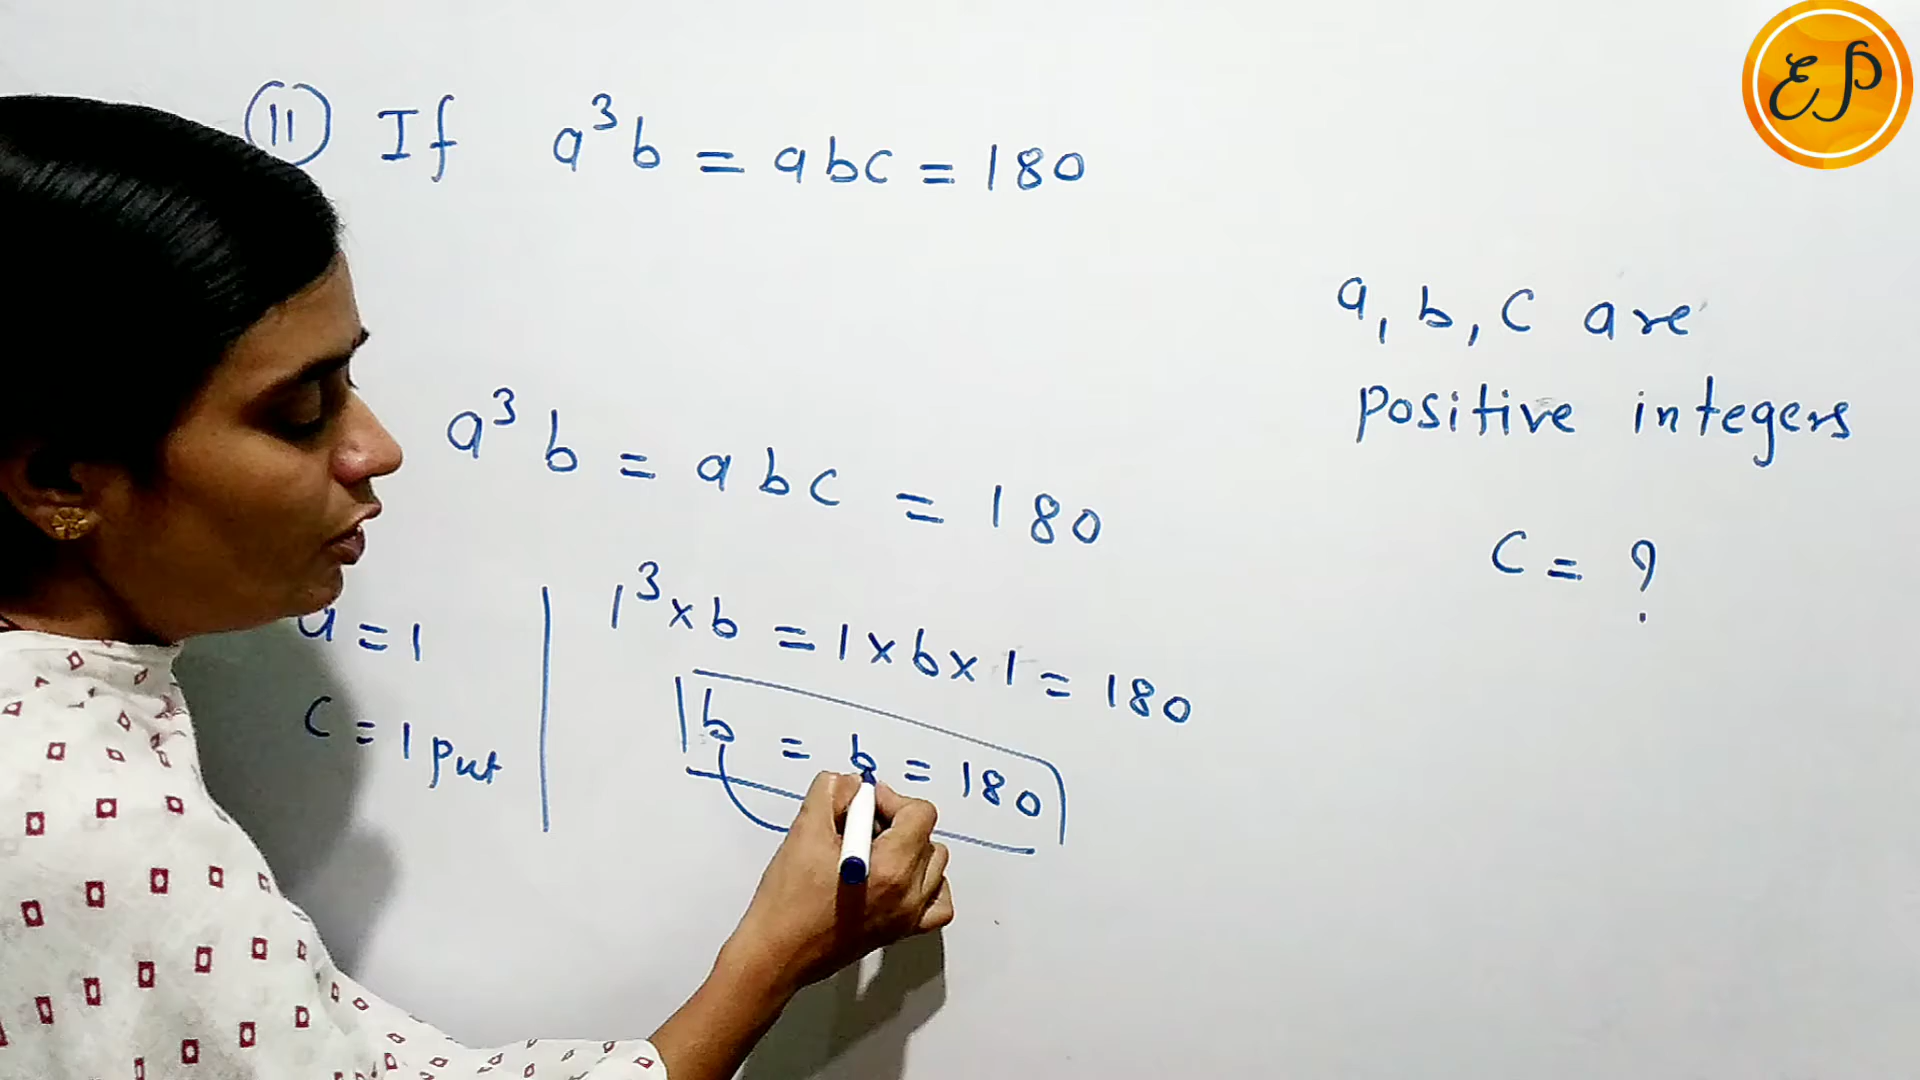 11 If a³b = abc = 180
a, b, c are
positive integers
c = ?
a³b = abc = 180
a = 1
c = 1 put
1³×b = 1×b×1 = 180
b = b = 180
EP